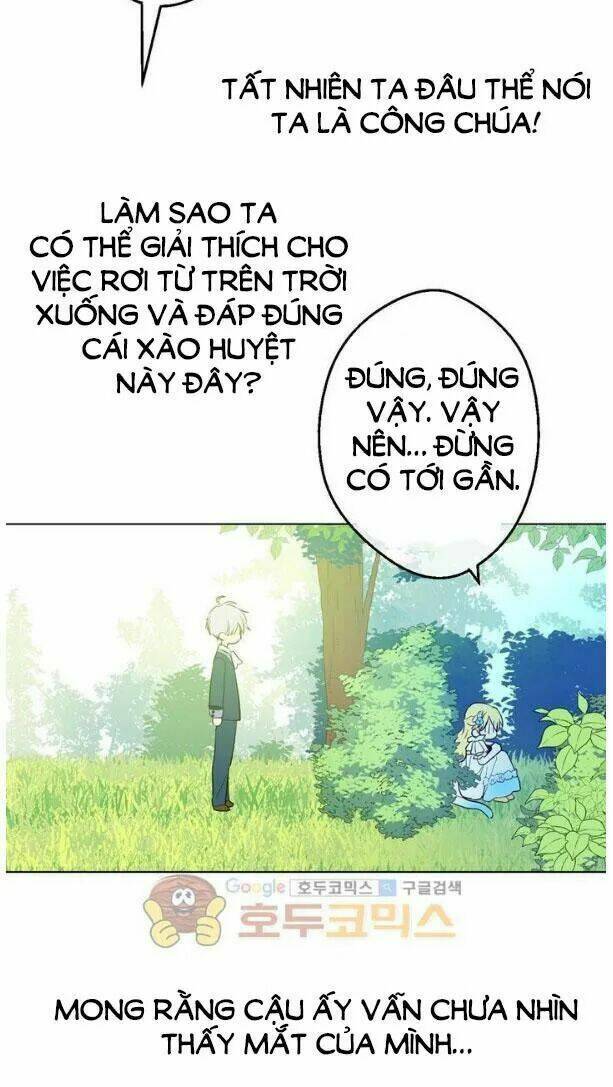 TẤT NHIÊN TA ĐÂU THỂ NÓI
TA LÀ CÔNG CHÚA!
LÀM SAO TA
CÓ THỂ GIẢI THÍCH CHO
VIỆC RƠI TỪ TRÊN TRỜI
XUỐNG VÀ ĐÁP ĐÚNG
CÁI XÀO HUYỆT
NÀY ĐÂY?
ĐÚNG, ĐÚNG
VẬY. VẬY
NÊN... ĐỪNG
CÓ TỚI GẦN.
Google 호두코믹스 구글검색
호두코믹스
MONG RẰNG CẬU ẤY VẪN CHƯA NHÌN
THẤY MẮT CỦA MÌNH...